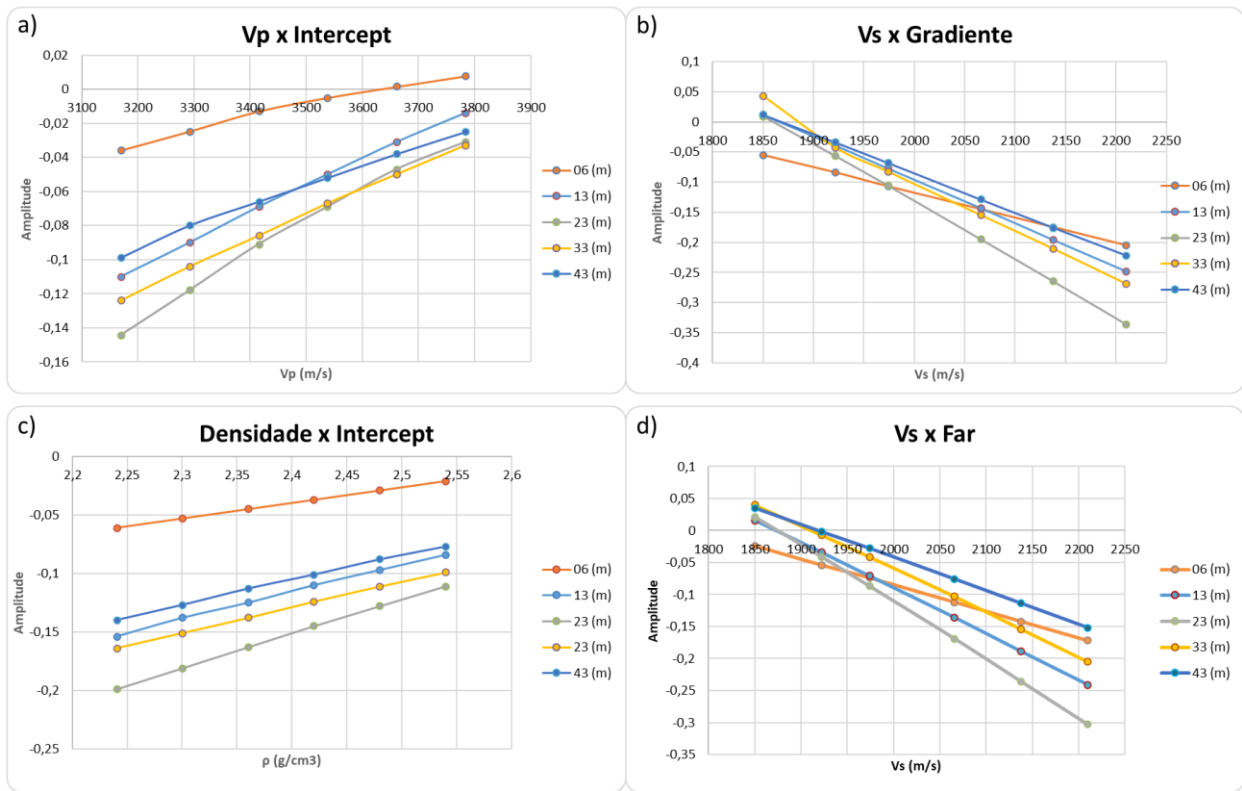 a)
Vp x Intercept
0,02
0
-0,02
-0,04
-0,06
-0,08
-0,1
-0,12
-0,14
-0,16
3100 3200 3300 3400 3500 3600 3700 3800 3900
Amplitude
Vp (m/s)
06 (m)
13 (m)
23 (m)
33 (m)
43 (m)
b)
Vs x Gradiente
0,1
0,05
0
-0,05
-0,1
-0,15
-0,2
-0,25
-0,3
-0,35
-0,4
1800 1850 1900 1950 2000 2050 2100 2150 2200 2250
Amplitude
Vs (m/s)
06 (m)
13 (m)
23 (m)
33 (m)
43 (m)
c)
Densidade x Intercept
0
-0,05
-0,1
-0,15
-0,2
-0,25
2,2 2,25 2,3 2,35 2,4 2,45 2,5 2,55 2,6
Amplitude
ρ (g/cm3)
06 (m)
13 (m)
23 (m)
23 (m)
43 (m)
d)
Vs x Far
0,1
0,05
0
-0,05
-0,1
-0,15
-0,2
-0,25
-0,3
-0,35
1800 1850 1900 1950 2000 2050 2100 2150 2200 2250
Amplitude
Vs (m/s)
06 (m)
13 (m)
23 (m)
33 (m)
43 (m)